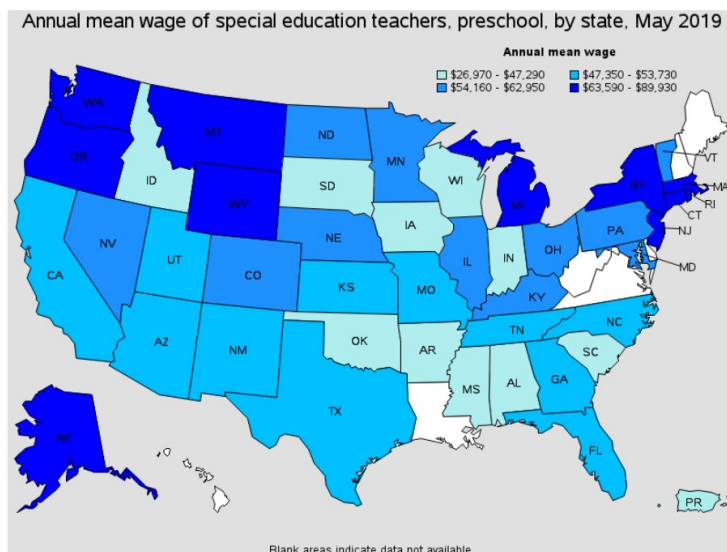 Annual mean wage of special education teachers, preschool, by state, May 2019
Annual mean wage
$26,970 - $47,290
$47,350 - $53,730
$54,160 - $62,950
$63,590 - $89,930
WA
MT
ND
MN
VT
OR
ID
SD
WI
MI
NY
MA
RI
CT
WY
IA
PA
NJ
NV
NE
IL
IN
OH
MD
UT
CO
CA
KS
MO
KY
NC
TN
AZ
NM
OK
AR
SC
MS
AL
GA
TX
FL
AK
PR
Blank areas indicate data not available.